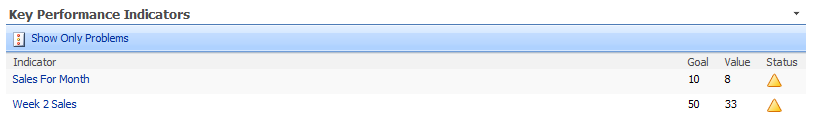 Key Performance Indicators
Show Only Problems
Indicator Goal Value Status
Sales For Month 10 8
Week 2 Sales 50 33